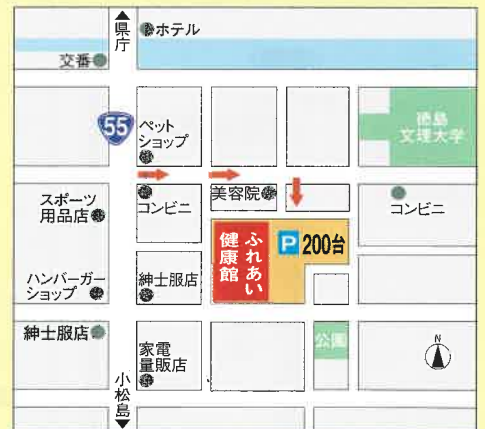 ▲県庁
ホテル
交番
55
ペット
ショップ
徳島
文理大学
スポーツ
用品店
コンビニ
美容院
コンビニ
ふれあい
健康館
P 200台
ハンバーガー
ショップ
紳士服店
紳士服店
家電
量販店
公園
N
小松島▼